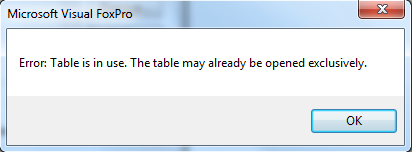 Microsoft Visual FoxPro
Error: Table is in use. The table may already be opened exclusively.
OK